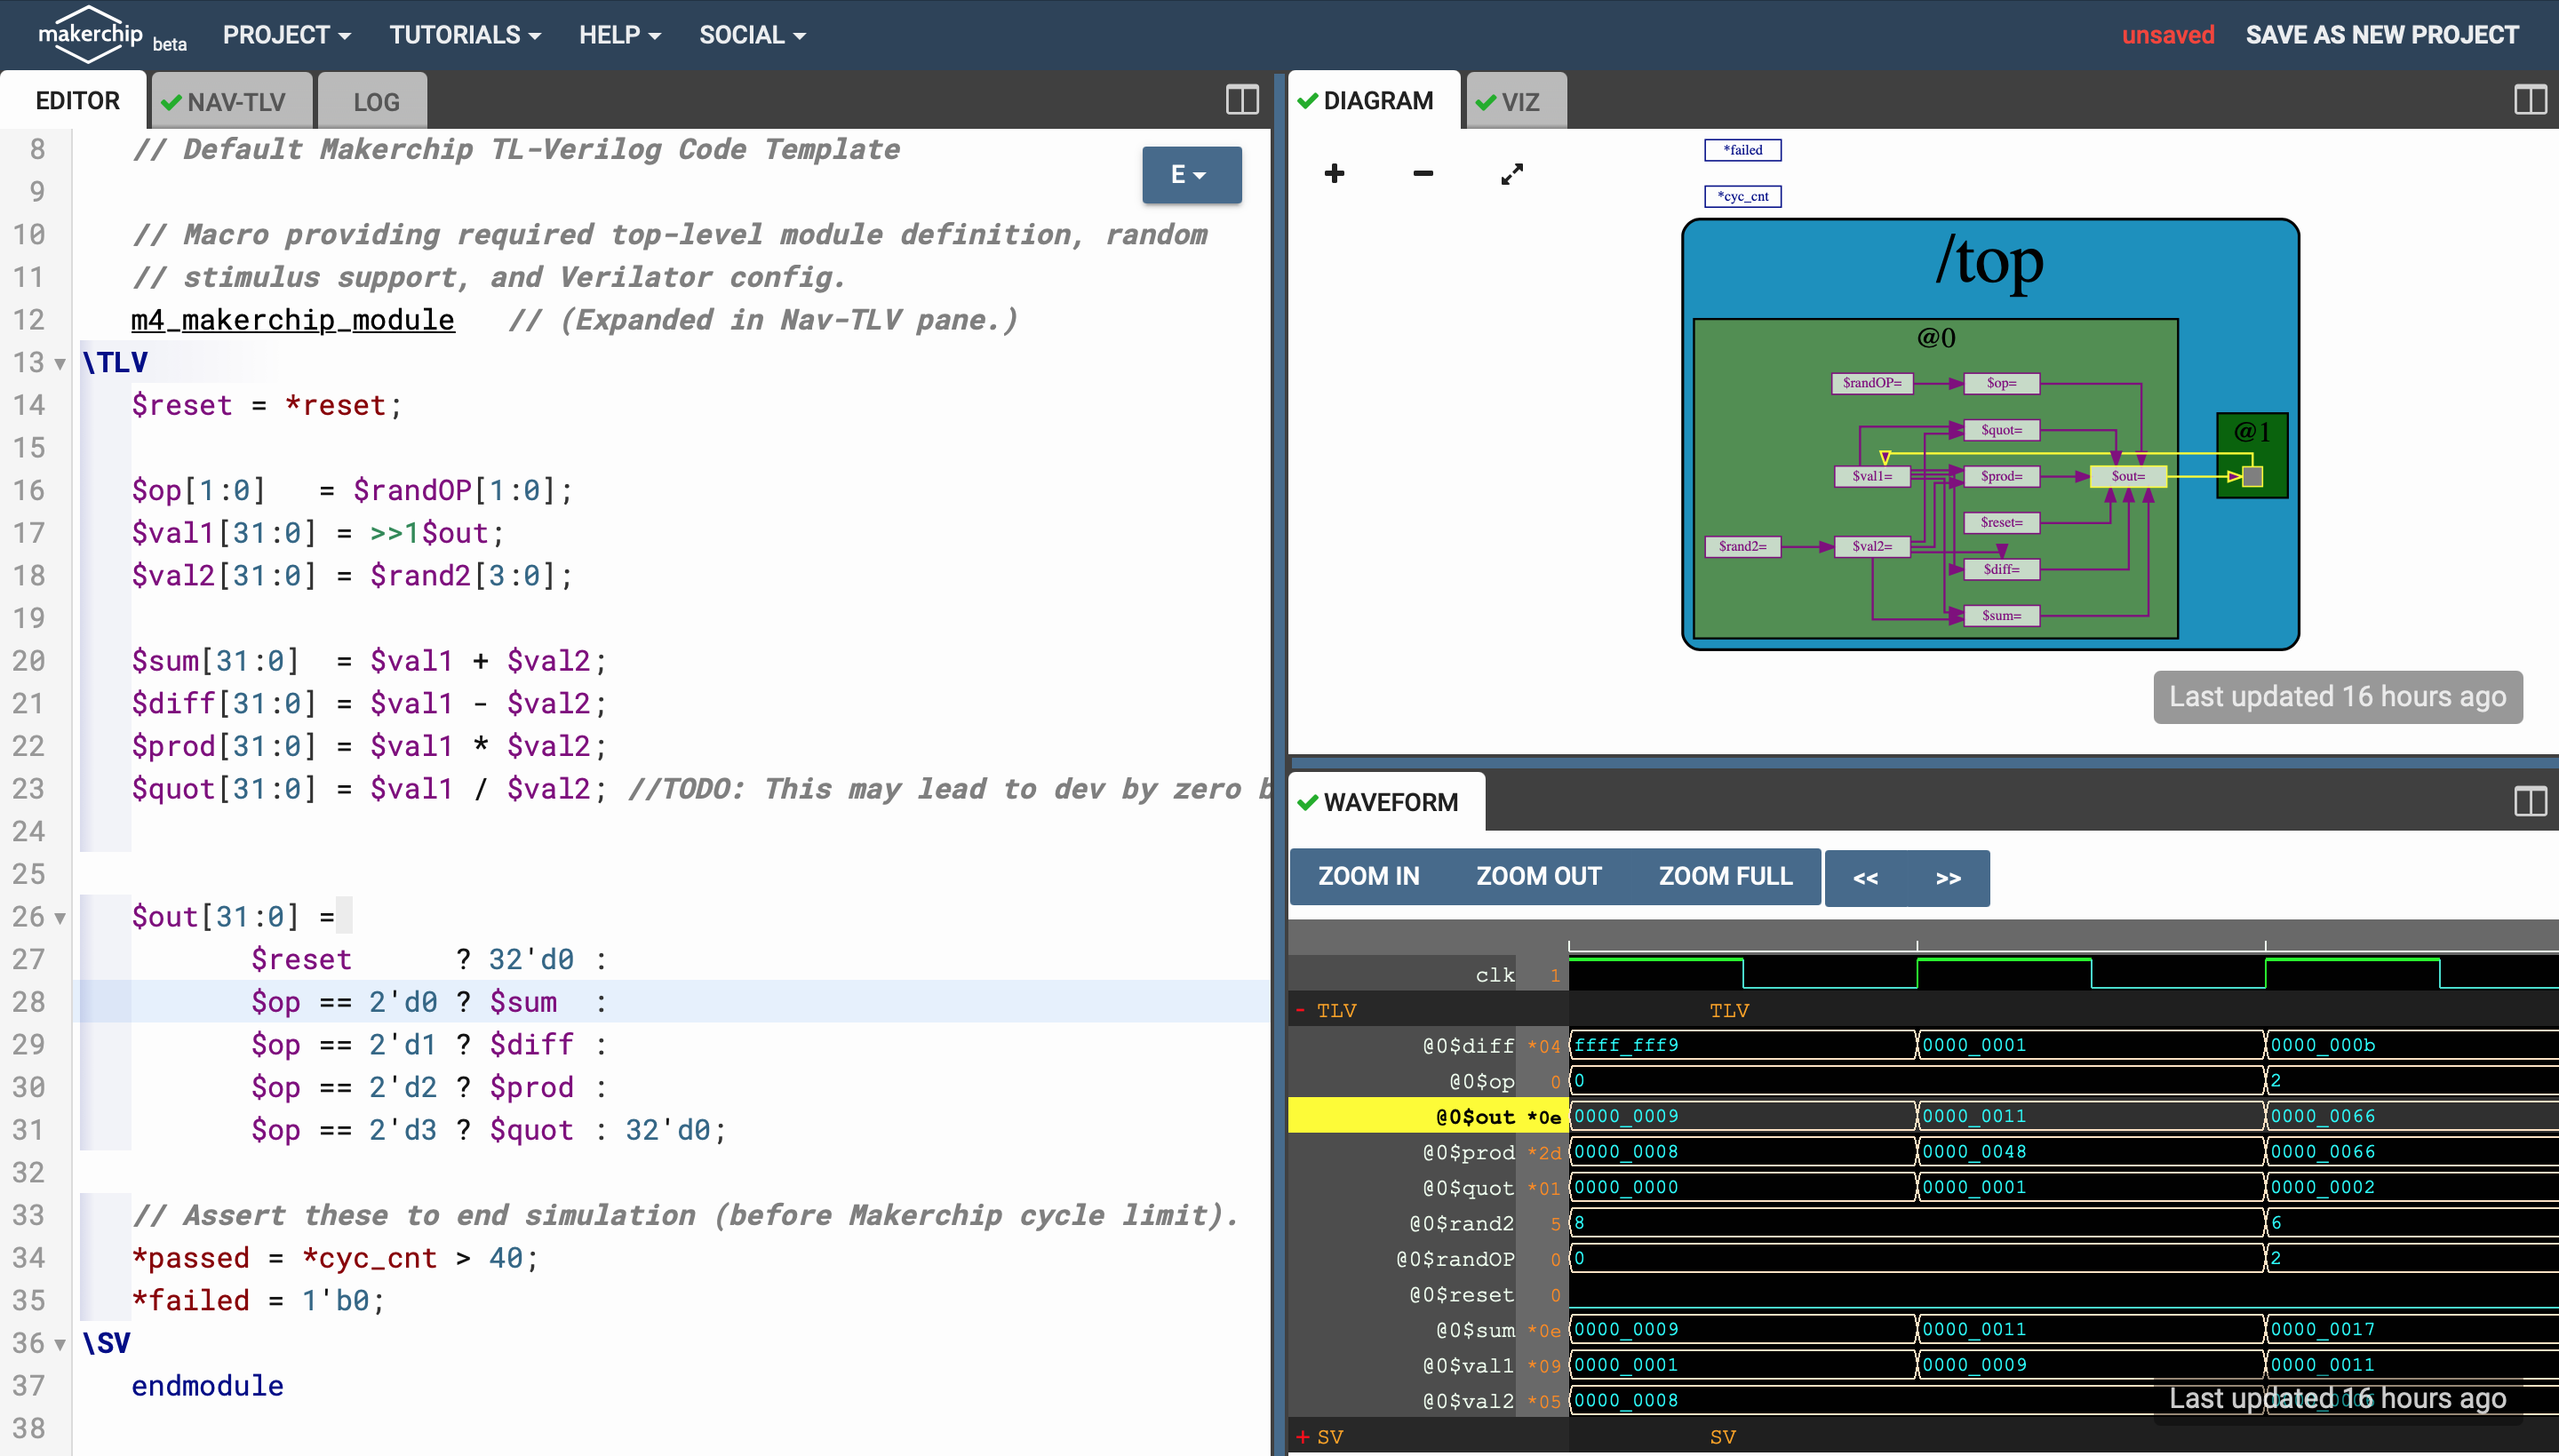 makerchip beta PROJECT TUTORIALS HELP SOCIAL unsaved SAVE AS NEW PROJECT
EDITOR NAV-TLV LOG
E
8 // Default Makerchip TL-Verilog Code Template
9
10 // Macro providing required top-level module definition, random
11 // stimulus support, and Verilator config.
12 m4_makerchip_module // (Expanded in Nav-TLV pane.)
13 \TLV
14 $reset = *reset;
15
16 $op[1:0] = $randOP[1:0];
17 $val1[31:0] = >>1$out;
18 $val2[31:0] = $rand2[3:0];
19
20 $sum[31:0] = $val1 + $val2;
21 $diff[31:0] = $val1 - $val2;
22 $prod[31:0] = $val1 * $val2;
23 $quot[31:0] = $val1 / $val2; //TODO: This may lead to dev by zero b
24
25
26 $out[31:0] =
27 $reset ? 32'd0 :
28 $op == 2'd0 ? $sum :
29 $op == 2'd1 ? $diff :
30 $op == 2'd2 ? $prod :
31 $op == 2'd3 ? $quot : 32'd0;
32
33 // Assert these to end simulation (before Makerchip cycle limit).
34 *passed = *cyc_cnt > 40;
35 *failed = 1'b0;
36 \SV
37 endmodule
38
DIAGRAM VIZ
+ −
*failed
*cyc_cnt
/top
@0
$randOP= $op=
$quot=
@1
$val1= $prod= $out=
$reset=
$rand2= $val2=
$diff=
$sum=
Last updated 16 hours ago
WAVEFORM
ZOOM IN ZOOM OUT ZOOM FULL << >>
clk 1
- TLV TLV
@0$diff *04 ffff_fff9 0000_0001 0000_000b
@0$op 0 0 2
@0$out *0e 0000_0009 0000_0011 0000_0066
@0$prod *2d 0000_0008 0000_0048 0000_0066
@0$quot *01 0000_0000 0000_0001 0000_0002
@0$rand2 5 8 6
@0$randOP 0 0 2
@0$reset 0
@0$sum *0e 0000_0009 0000_0011 0000_0017
@0$val1 *09 0000_0001 0000_0009 0000_0011
@0$val2 *05 0000_0008
Last updated 16 hours ago
+ SV SV